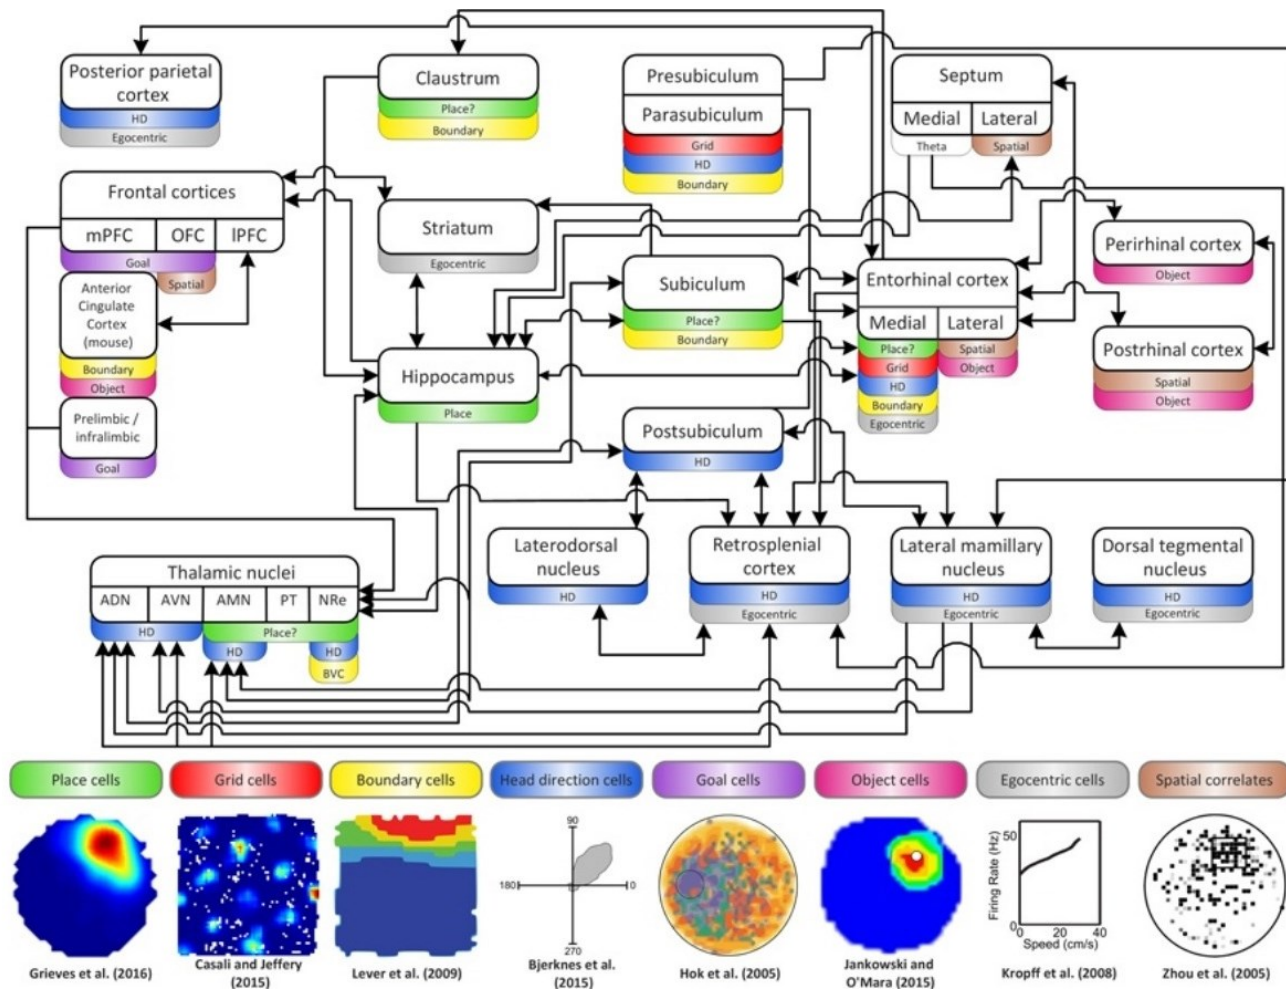 Posterior parietal
cortex
HD
Egocentric
Claustrum
Place?
Boundary
Presubiculum
Parasubiculum
Grid
HD
Boundary
Septum
Medial
Lateral
Theta
Spatial
Frontal cortices
mPFC
OFC
lPFC
Goal
Spatial
Anterior
Cingulate
Cortex
(mouse)
Boundary
Object
Prelimbic /
infralimbic
Goal
Striatum
Egocentric
Subiculum
Place?
Boundary
Entorhinal cortex
Medial
Lateral
Place?
Grid
HD
Boundary
Egocentric
Spatial
Object
Perirhinal cortex
Object
Postrhinal cortex
Spatial
Object
Hippocampus
Place
Postsubiculum
HD
Laterodorsal
nucleus
HD
Retrosplenial
cortex
HD
Egocentric
Lateral mamillary
nucleus
HD
Egocentric
Dorsal tegmental
nucleus
HD
Egocentric
Thalamic nuclei
ADN
AVN
AMN
PT
NRe
HD
Place?
HD
HD
BVC
Place cells
Grid cells
Boundary cells
Head direction cells
Goal cells
Object cells
Egocentric cells
Spatial correlates
90
180
0
270
Firing Rate (Hz)
50
0
0
40
Speed (cm/s)
Grieves et al. (2016)
Casali and Jeffery
(2015)
Lever et al. (2009)
Bjerknes et al.
(2015)
Hok et al. (2005)
Jankowski and
O'Mara (2015)
Kropff et al. (2008)
Zhou et al. (2005)